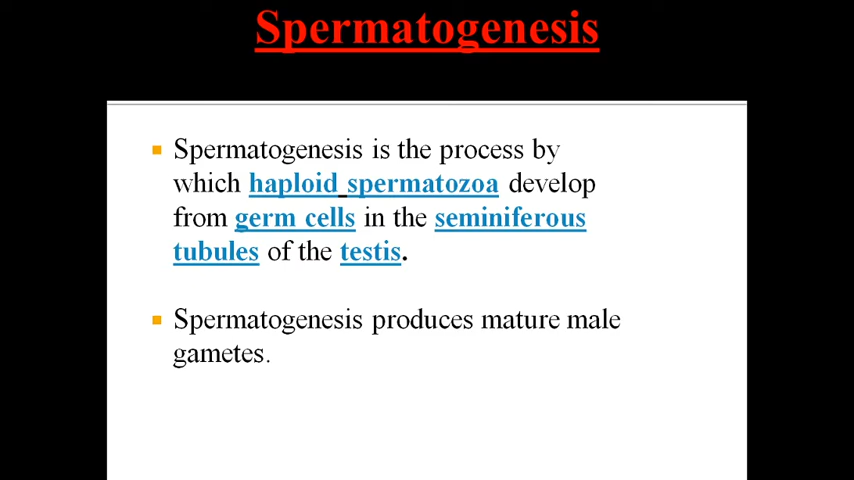 Spermatogenesis
Spermatogenesis is the process by
which haploid spermatozoa develop
from germ cells in the seminiferous
tubules of the testis.
Spermatogenesis produces mature male
gametes.